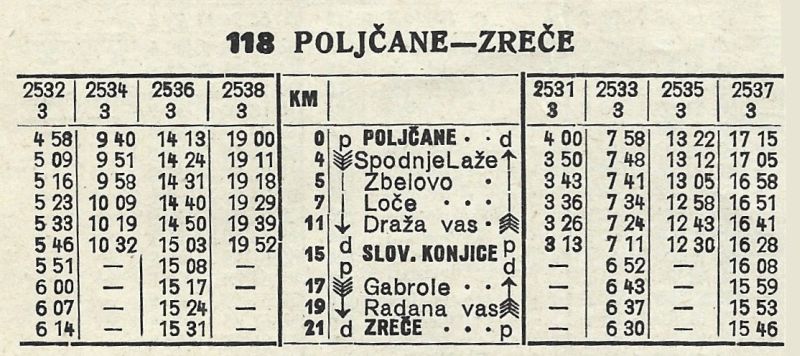 118 POLJČANE—ZREČE
2532 2534 2536 2538 KM 2531 2533 2535 2537
3 3 3 3 3 3 3 3
4 58 9 40 14 13 19 00 0 p POLJČANE · · d 4 00 7 58 13 22 17 15
5 09 9 51 14 24 19 11 4 Spodnje Laže 3 50 7 48 13 12 17 05
5 16 9 58 14 31 19 18 5 Zbelovo · 3 43 7 41 13 05 16 58
5 23 10 09 14 40 19 29 7 Loče · · · 3 36 7 34 12 58 16 51
5 33 10 19 14 50 19 39 11 Draža vas · 3 26 7 24 12 43 16 41
5 46 10 32 15 03 19 52 15 d SLOV. KONJICE p 3 13 7 11 12 30 16 28
5 51 — 15 08 — p d — 6 52 — 16 08
6 00 — 15 17 — 17 Gabrole · · — 6 43 — 15 59
6 07 — 15 24 — 19 Radana vas — 6 37 — 15 53
6 14 — 15 31 — 21 d ZREČE · · · p — 6 30 — 15 46